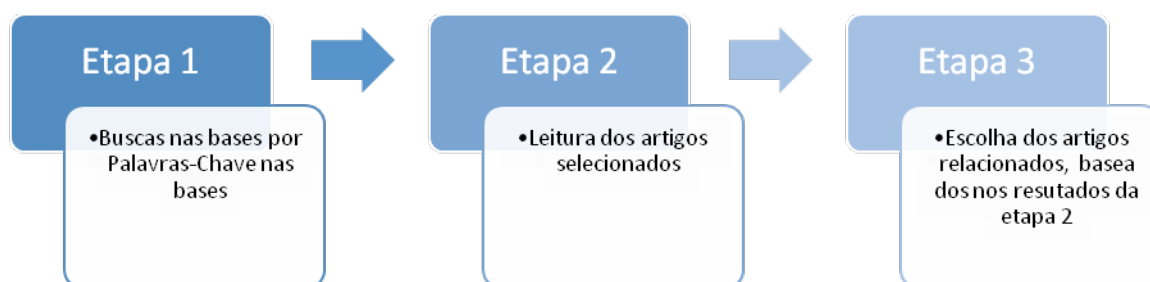 Etapa 1
•Buscas nas bases por
Palavras-Chave nas
bases
Etapa 2
•Leitura dos artigos
selecionados
Etapa 3
•Escolha dos artigos
relacionados, basea
dos nos resutados da
etapa 2